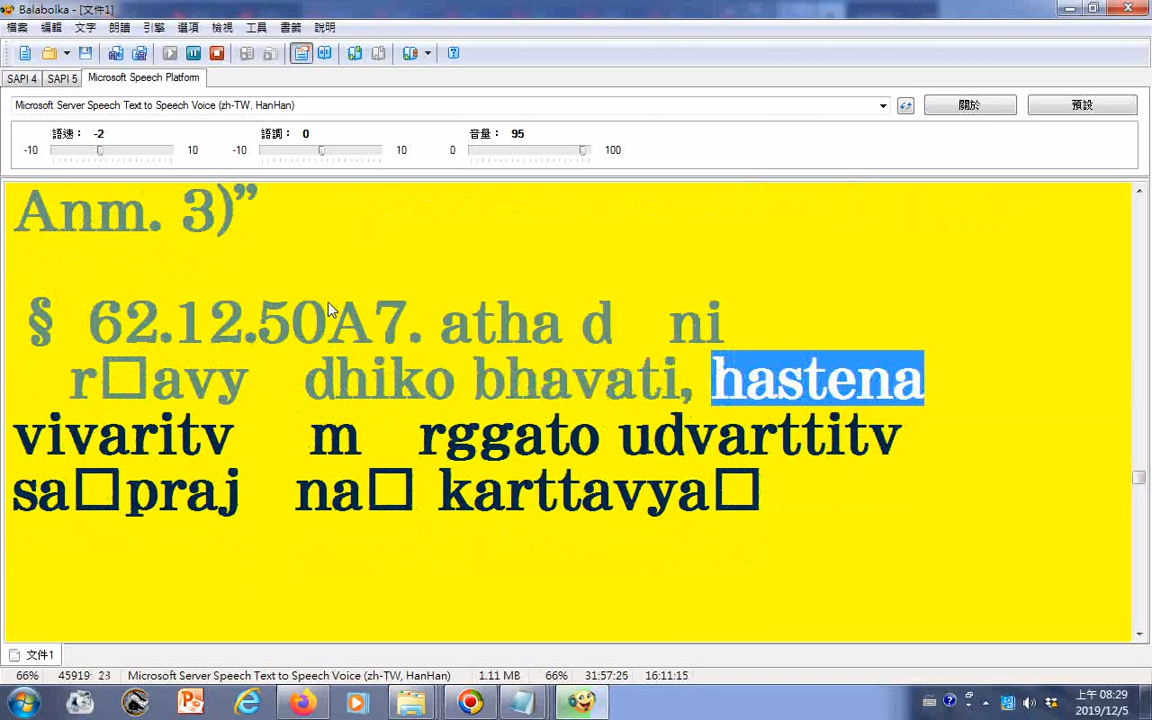 Balabolka - [文件1]
檔案 編輯 文字 朗讀 引擎 選項 檢視 工具 書籤 說明
SAPI 4 SAPI 5 Microsoft Speech Platform
Microsoft Server Speech Text to Speech Voice (zh-TW, HanHan) 關於 預設
語速： -2 語調： 0 音量： 95
-10 10 -10 10 0 100
Anm. 3)”
§ 62.12.50A7. atha d ni
r□avy dhiko bhavati, hastena
vivaritv m rggato udvarttitv
sa□praj na□ karttavya□
文件1
66% 45919: 23 Microsoft Server Speech Text to Speech Voice (zh-TW, HanHan) 1.11 MB 66% 31:57:25 16:11:15
上午 08:29
2019/12/5